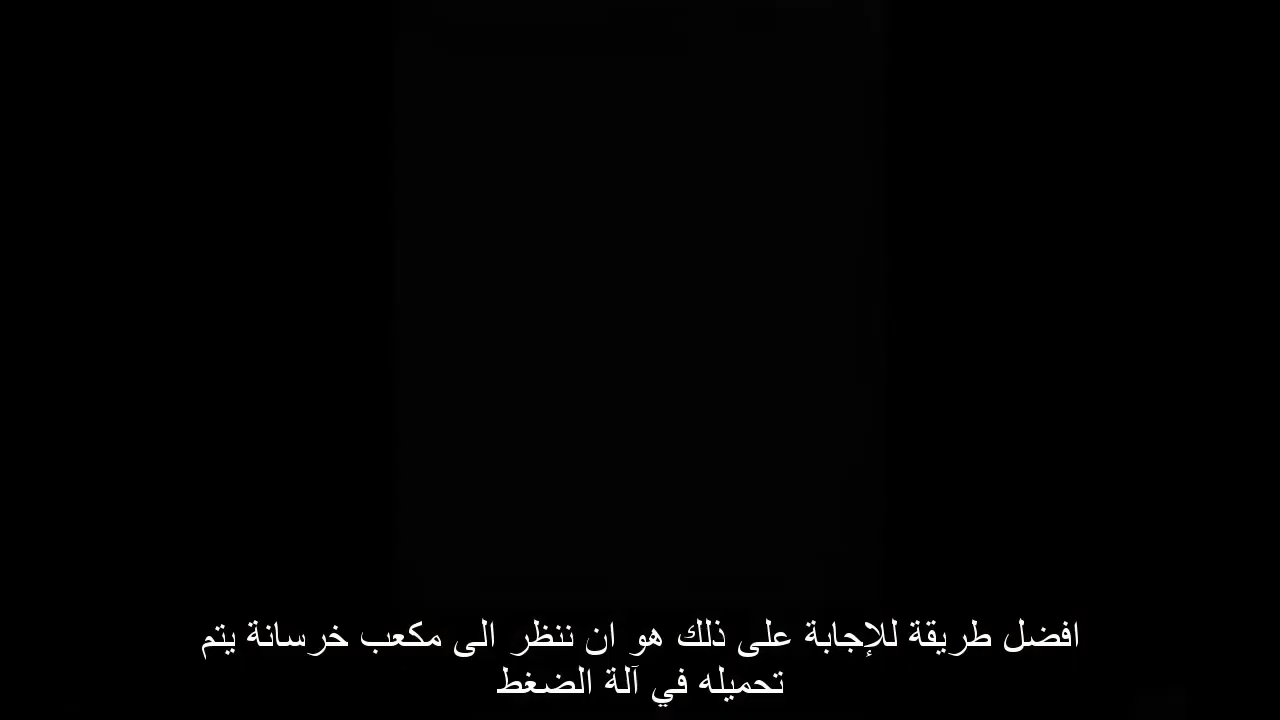 افضل طريقة للإجابة على ذلك هو ان ننظر الى مكعب خرسانة يتم
تحميله في آلة الضغط